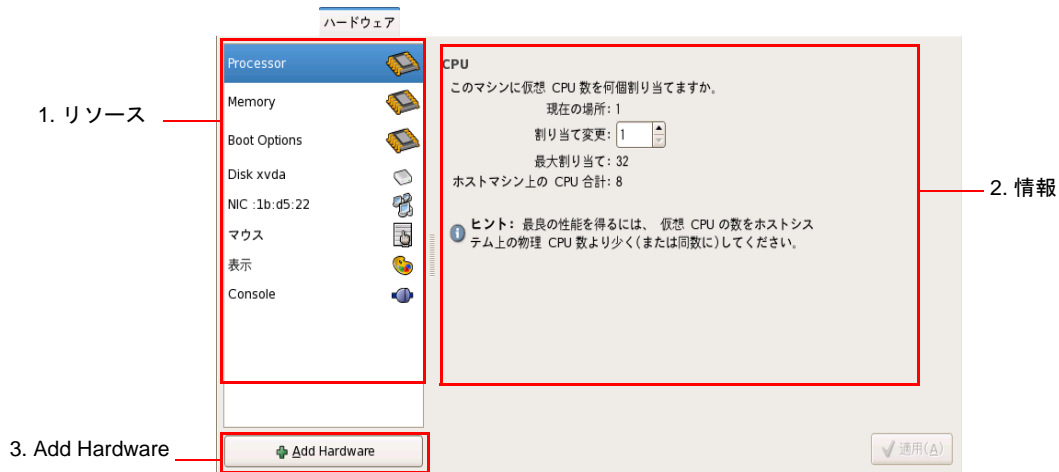 ハードウェア
1. リソース
Processor
Memory
Boot Options
Disk xvda
NIC :1b:d5:22
マウス
表示
Console
CPU
このマシンに仮想 CPU 数を何個割り当てますか。
現在の場所: 1
割り当て変更: 1
最大割り当て: 32
ホストマシン上の CPU 合計: 8
ヒント: 最良の性能を得るには、 仮想 CPU の数をホストシス
テム上の物理 CPU 数より少く(または同数に)してください。
2. 情報
3. Add Hardware
Add Hardware
適用(A)